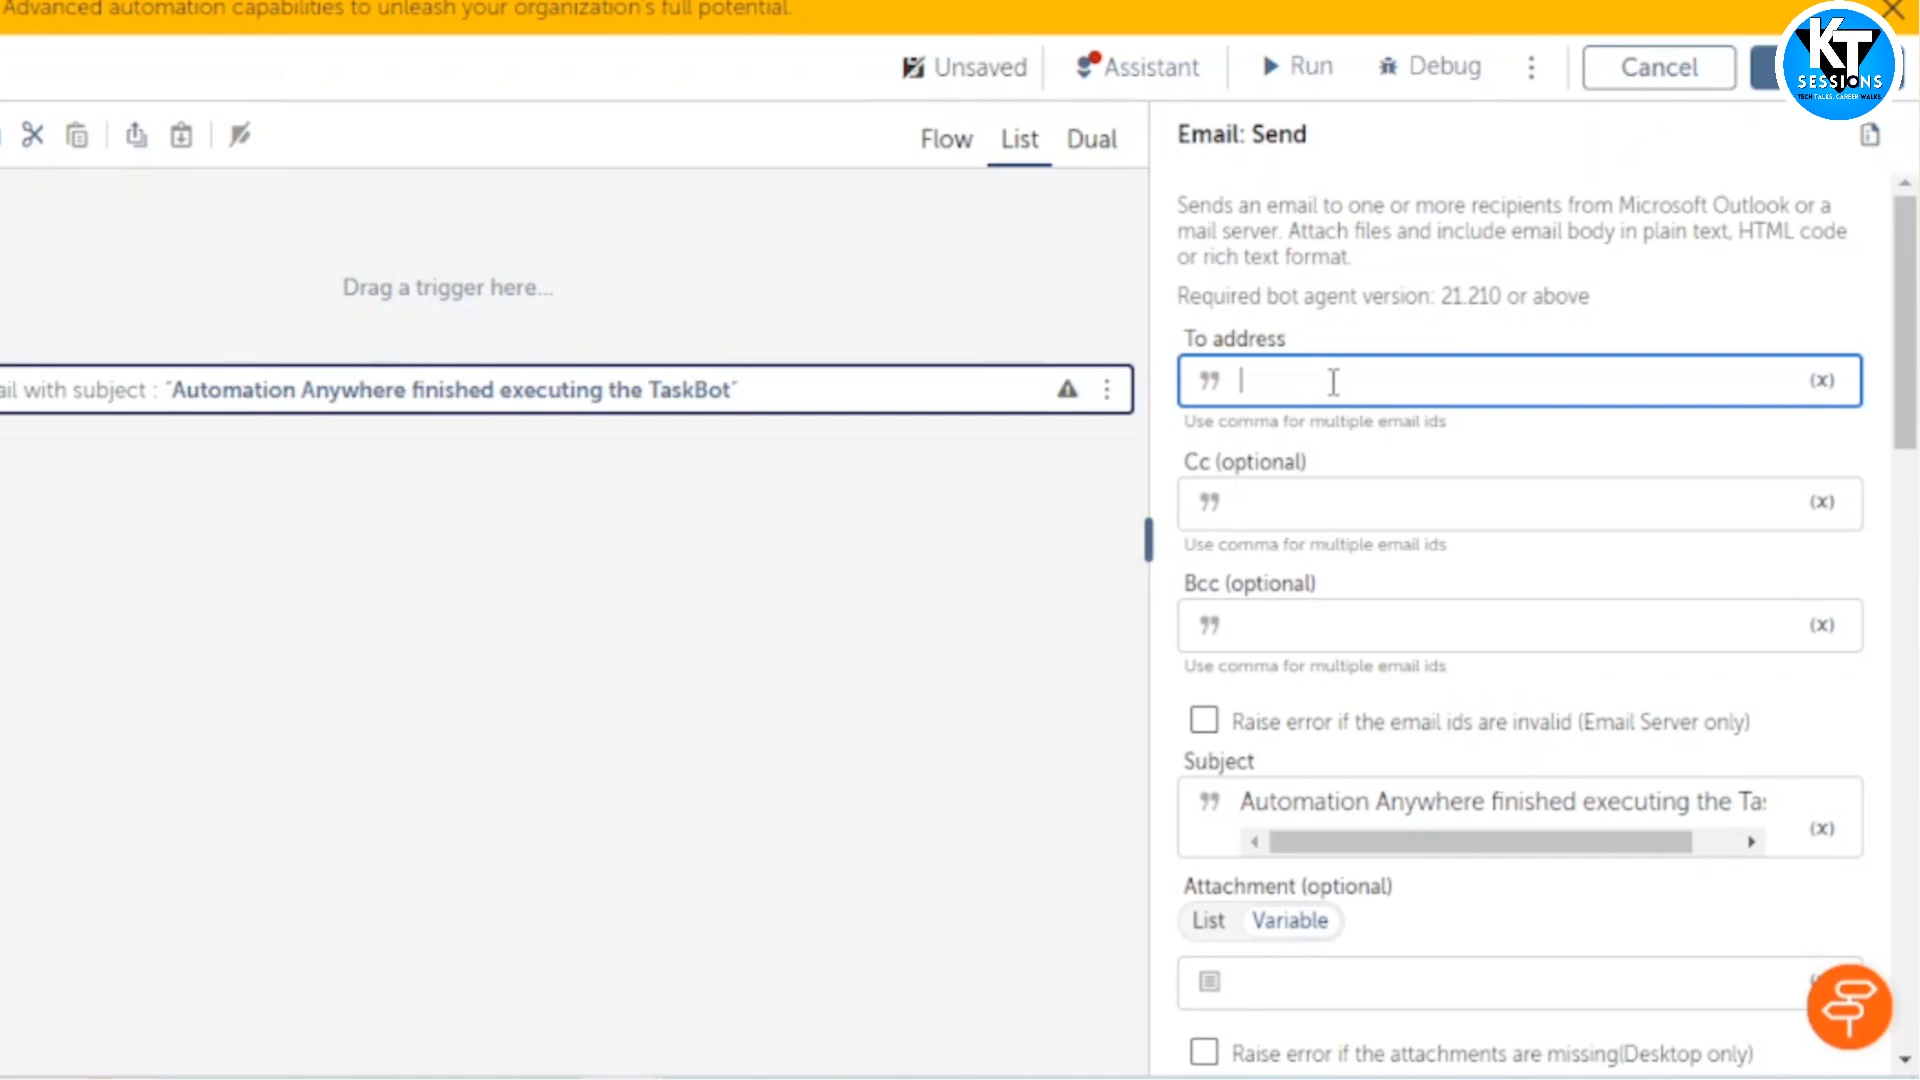 Advanced automation capabilities to unleash your organization's full potential.
KT
SESSIONS
TECH TALKS. CAREER WALKS
Unsaved
Assistant
Run
Debug
Cancel
Flow
List
Dual
Email: Send
Sends an email to one or more recipients from Microsoft Outlook or a
mail server. Attach files and include email body in plain text, HTML code
or rich text format.
Required bot agent version: 21.210 or above
Drag a trigger here...
ail with subject : "Automation Anywhere finished executing the TaskBot"
To address
(x)
Use comma for multiple email ids
Cc (optional)
(x)
Use comma for multiple email ids
Bcc (optional)
(x)
Use comma for multiple email ids
Raise error if the email ids are invalid (Email Server only)
Subject
Automation Anywhere finished executing the Tas
(x)
Attachment (optional)
List
Variable
Raise error if the attachments are missing(Desktop only)